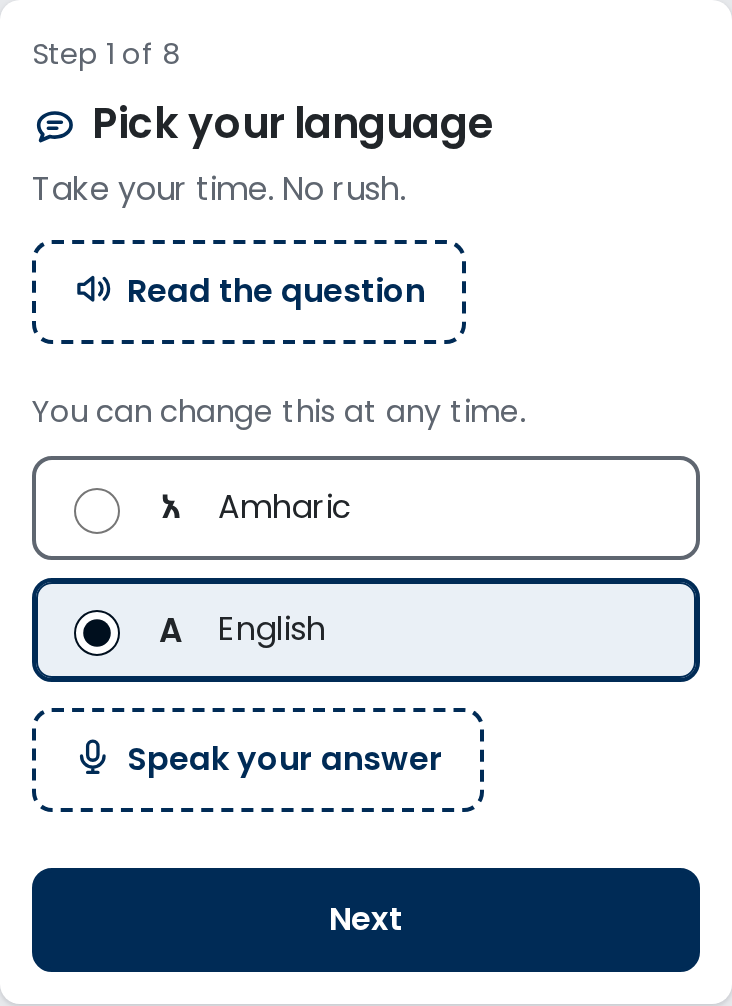 Step 1 of 8
Pick your language
Take your time. No rush.
Read the question
You can change this at any time.
አ Amharic
A English
Speak your answer
Next